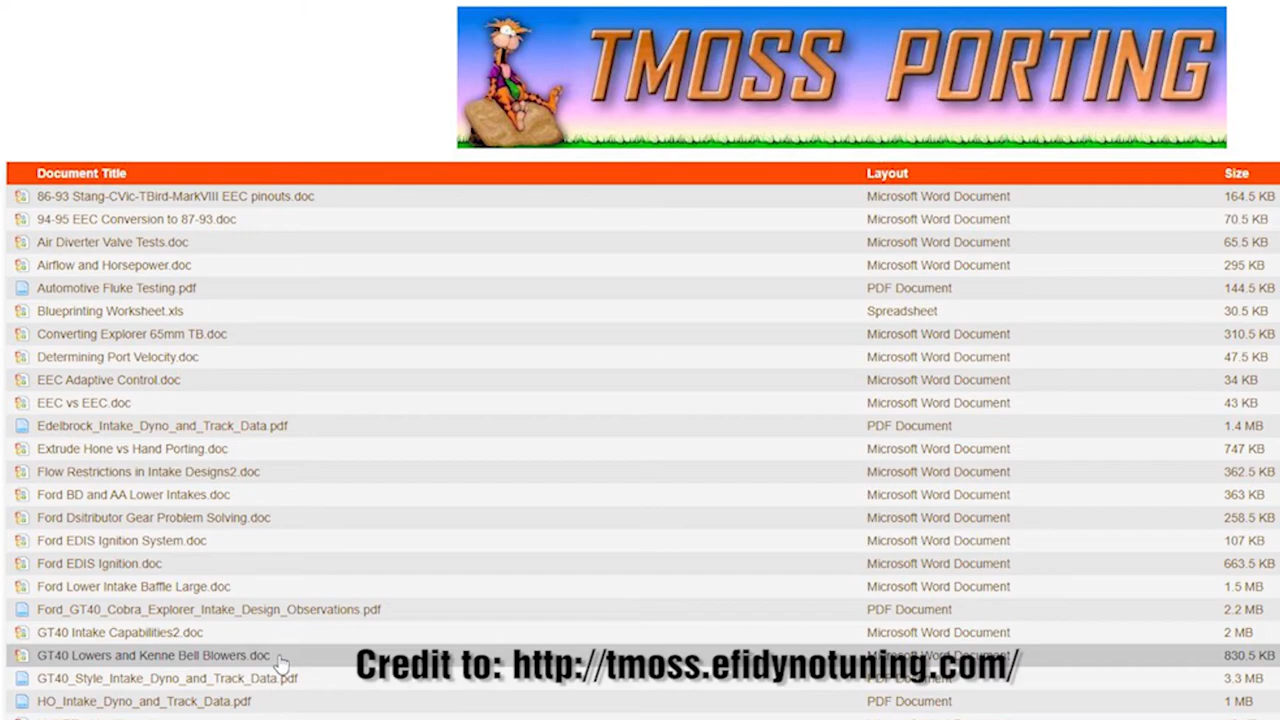 TMOSS PORTING
Document Title Layout Size
86-93 Stang-CVic-TBird-MarkVIII EEC pinouts.doc Microsoft Word Document 164.5 KB
94-95 EEC Conversion to 87-93.doc Microsoft Word Document 70.5 KB
Air Diverter Valve Tests.doc Microsoft Word Document 65.5 KB
Airflow and Horsepower.doc Microsoft Word Document 295 KB
Automotive Fluke Testing.pdf PDF Document 144.5 KB
Blueprinting Worksheet.xls Spreadsheet 30.5 KB
Converting Explorer 65mm TB.doc Microsoft Word Document 310.5 KB
Determining Port Velocity.doc Microsoft Word Document 47.5 KB
EEC Adaptive Control.doc Microsoft Word Document 34 KB
EEC vs EEC.doc Microsoft Word Document 43 KB
Edelbrock_Intake_Dyno_and_Track_Data.pdf PDF Document 1.4 MB
Extrude Hone vs Hand Porting.doc Microsoft Word Document 747 KB
Flow Restrictions in Intake Designs2.doc Microsoft Word Document 362.5 KB
Ford BD and AA Lower Intakes.doc Microsoft Word Document 363 KB
Ford Dsitributor Gear Problem Solving.doc Microsoft Word Document 258.5 KB
Ford EDIS Ignition System.doc Microsoft Word Document 107 KB
Ford EDIS Ignition.doc Microsoft Word Document 663.5 KB
Ford Lower Intake Baffle Large.doc Microsoft Word Document 1.5 MB
Ford_GT40_Cobra_Explorer_Intake_Design_Observations.pdf PDF Document 2.2 MB
GT40 Intake Capabilities2.doc Microsoft Word Document 2 MB
GT40 Lowers and Kenne Bell Blowers.doc Microsoft Word Document 830.5 KB
Credit to: http://tmoss.efidynotuning.com/
GT40_Style_Intake_Dyno_and_Track_Data.pdf PDF Document 3.3 MB
HO_Intake_Dyno_and_Track_Data.pdf PDF Document 1 MB